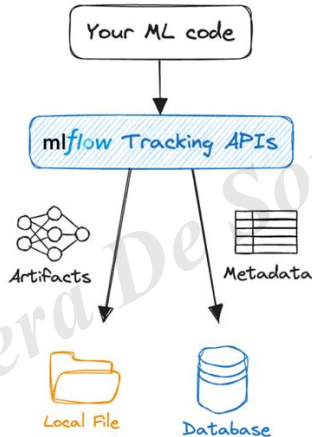 Your ML code
mlflow Tracking APIs
Artifacts
Metadata
Local File
Database